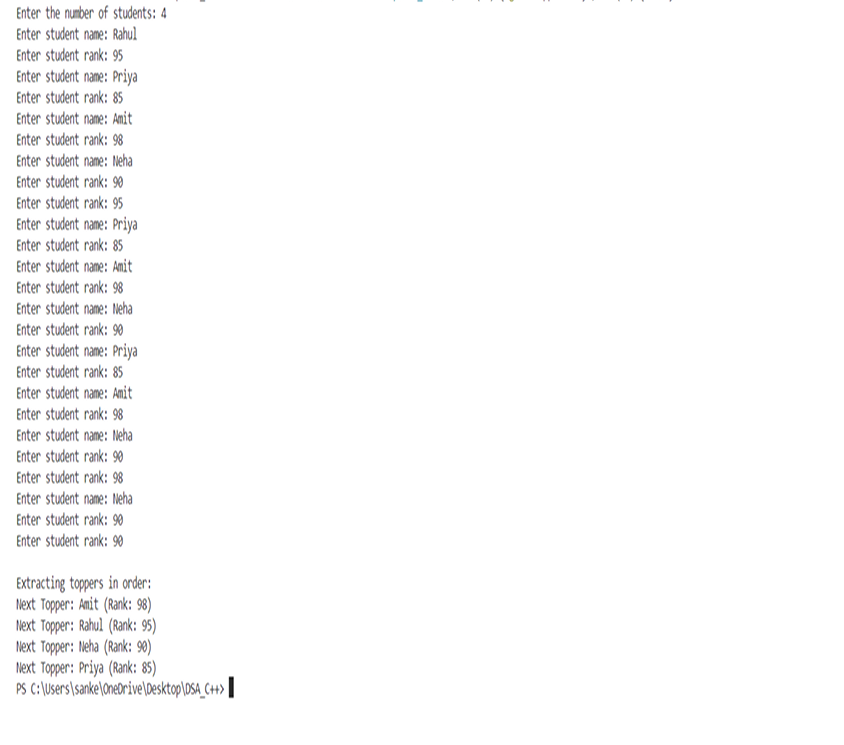 Enter the number of students: 4
Enter student name: Rahul
Enter student rank: 95
Enter student name: Priya
Enter student rank: 85
Enter student name: Amit
Enter student rank: 98
Enter student name: Neha
Enter student rank: 90
Enter student rank: 95
Enter student name: Priya
Enter student rank: 85
Enter student name: Amit
Enter student rank: 98
Enter student name: Neha
Enter student rank: 90
Enter student name: Priya
Enter student rank: 85
Enter student name: Amit
Enter student rank: 98
Enter student name: Neha
Enter student rank: 90
Enter student rank: 98
Enter student name: Neha
Enter student rank: 90
Enter student rank: 90

Extracting toppers in order:
Next Topper: Amit (Rank: 98)
Next Topper: Rahul (Rank: 95)
Next Topper: Neha (Rank: 90)
Next Topper: Priya (Rank: 85)
PS C:\Users\sanke\OneDrive\Desktop\DSA_C++>